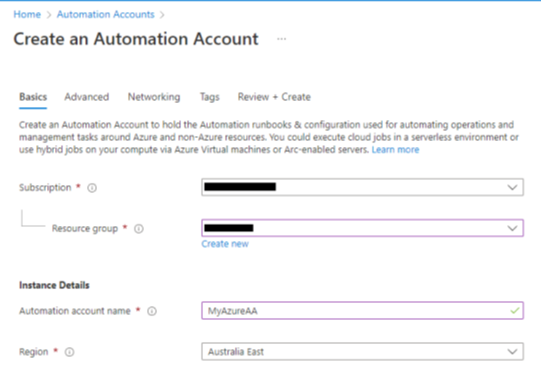 Home > Automation Accounts >
Create an Automation Account ...
Basics Advanced Networking Tags Review + Create
Create an Automation Account to hold the Automation runbooks & configuration used for automating operations and
management tasks around Azure and non-Azure resources. You could execute cloud jobs in a serverless environment or
use hybrid jobs on your compute via Azure Virtual machines or Arc-enabled servers. Learn more
Subscription *
Resource group *
Create new
Instance Details
Automation account name * MyAzureAA
Region * Australia East